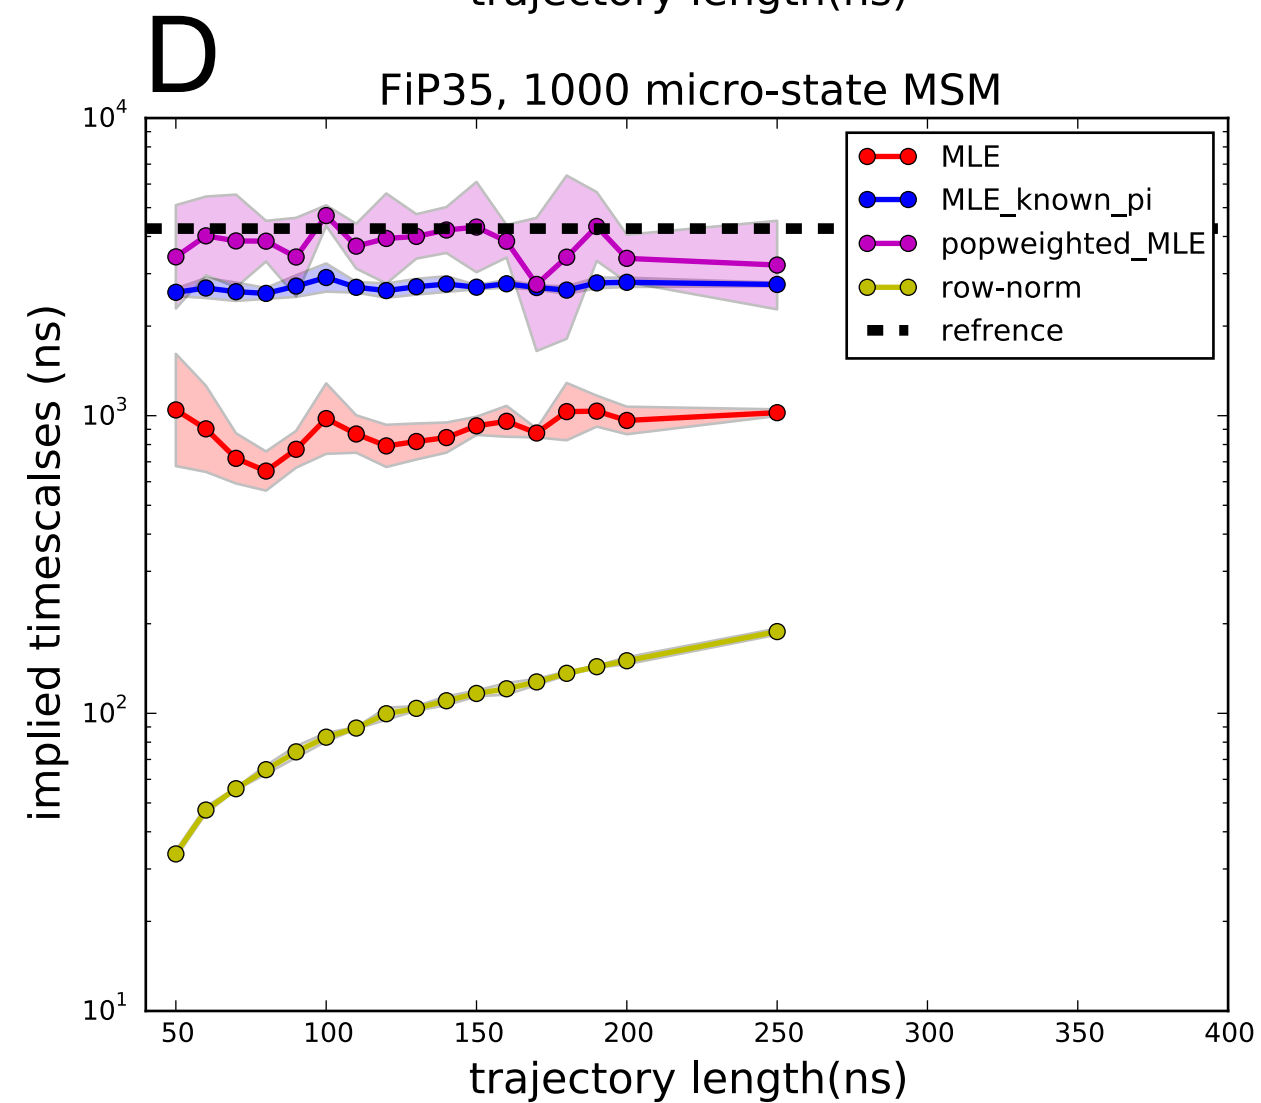 trajectory length(ns)
D
FiP35, 1000 micro-state MSM
10^4
10^3
10^2
10^1
implied timescalses (ns)
MLE
MLE_known_pi
popweighted_MLE
row-norm
refrence
50 100 150 200 250 300 350 400
trajectory length(ns)